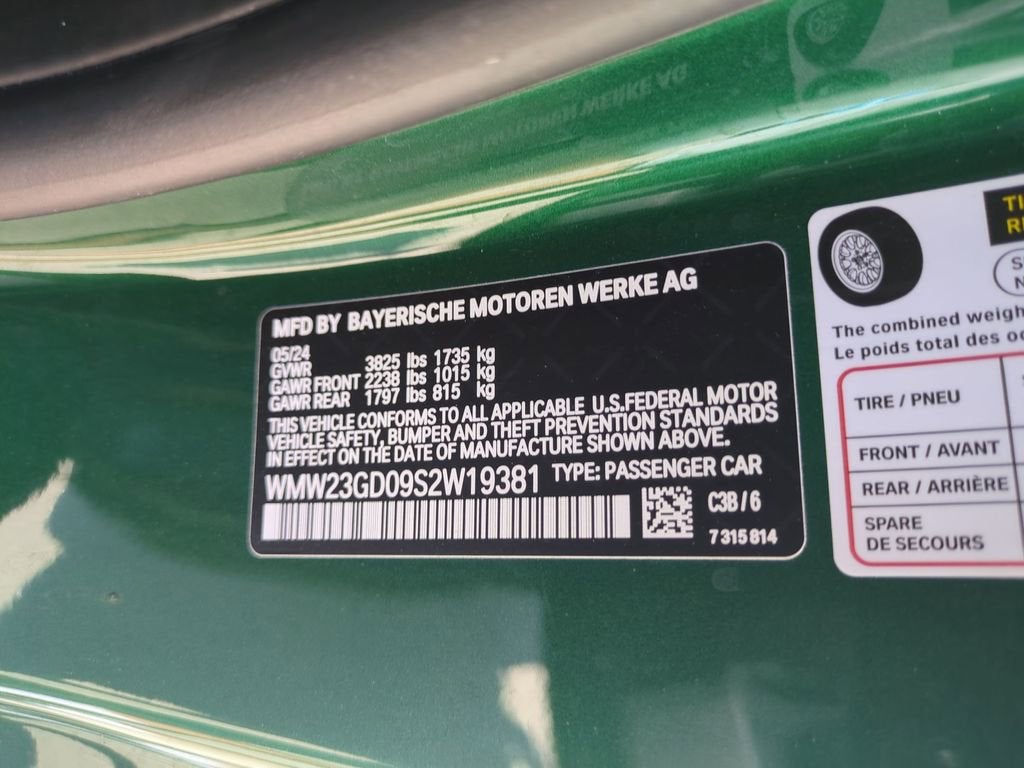 MFD BY BAYERISCHE MOTOREN WERKE AG
05/24
GVWR 3825 lbs 1735 kg
GAWR FRONT 2238 lbs 1015 kg
GAWR REAR 1797 lbs 815 kg
THIS VEHICLE CONFORMS TO ALL APPLICABLE U.S.FEDERAL MOTOR
VEHICLE SAFETY, BUMPER AND THEFT PREVENTION STANDARDS
IN EFFECT ON THE DATE OF MANUFACTURE SHOWN ABOVE.
WMW23GD09S2W19381 TYPE: PASSENGER CAR
C3B / 6
7 315 814
The combined
Le poids total des
TIRE / PNEU
FRONT / AVANT
REAR / ARRIÈRE
SPARE
DE SECOURS